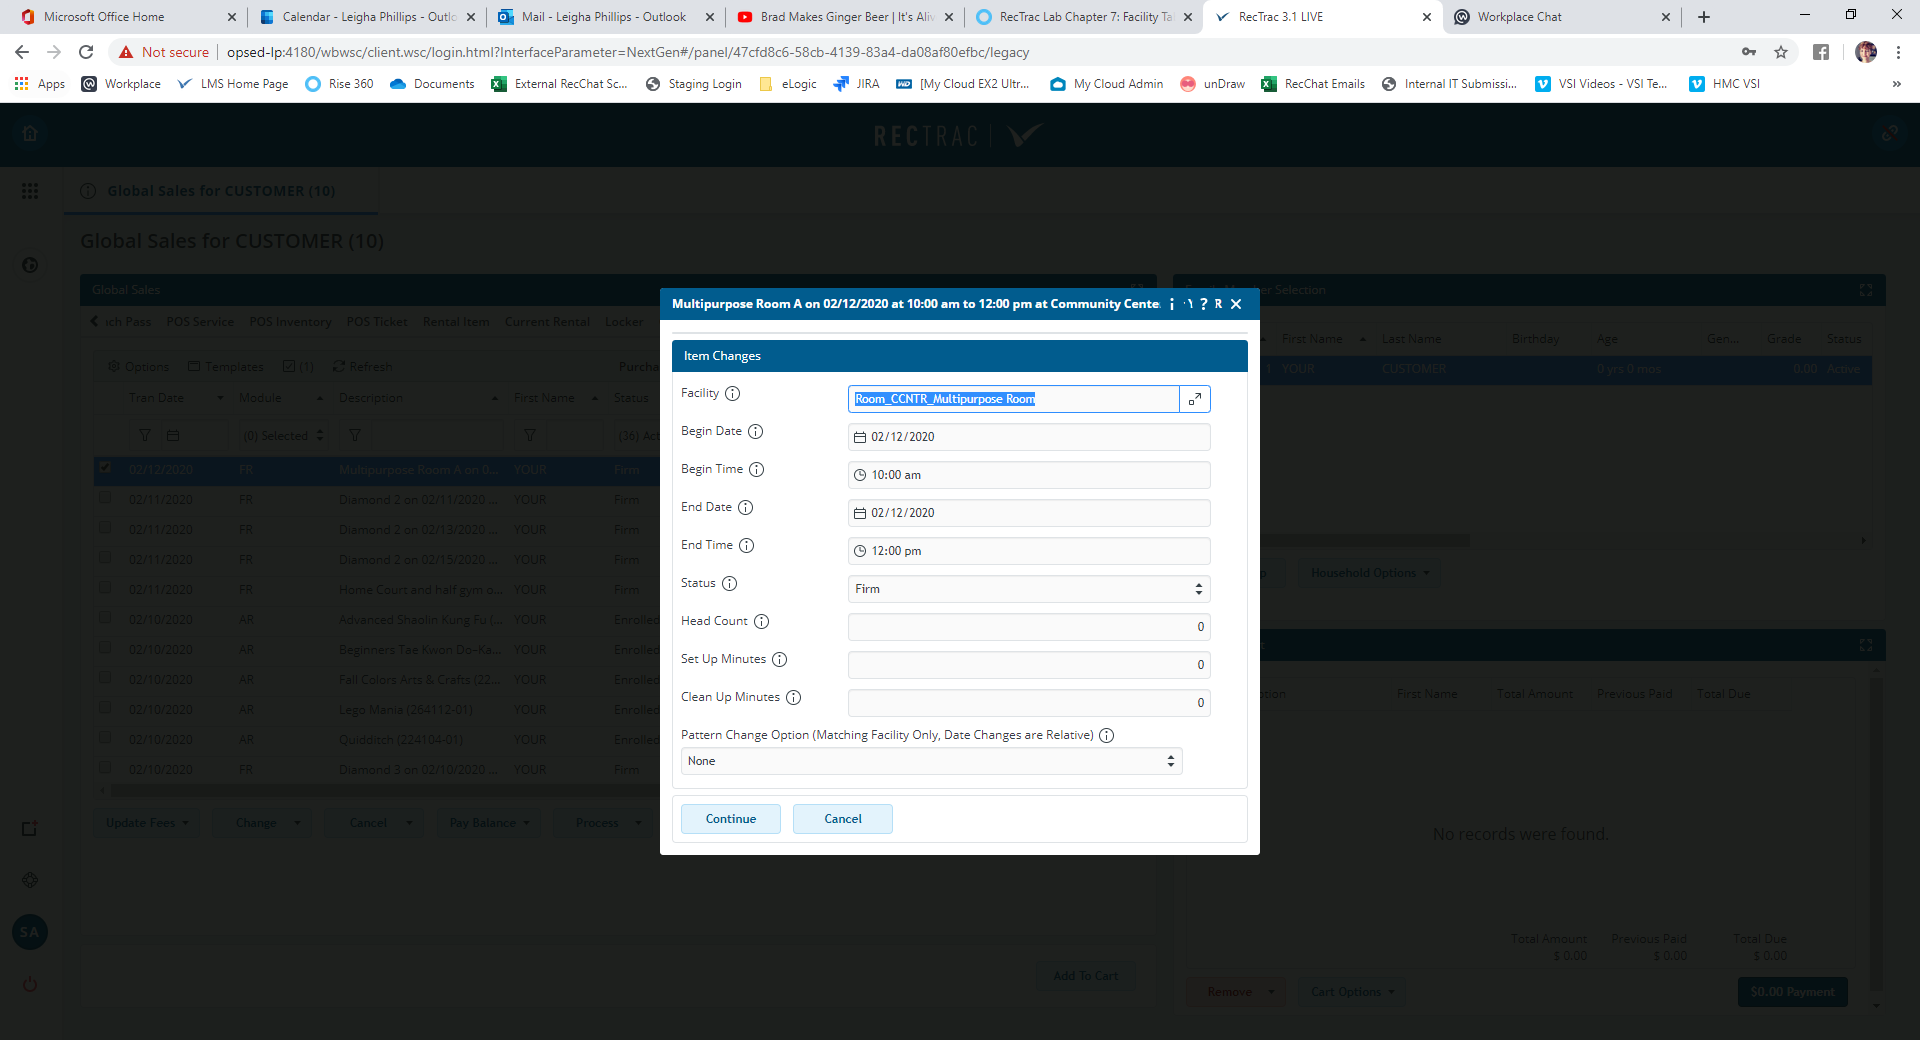 Microsoft Office Home
Calendar - Leigha Phillips - Outlo
Mail - Leigha Phillips - Outlook
Brad Makes Ginger Beer | It's Aliv
RecTrac Lab Chapter 7: Facility Ta
RecTrac 3.1 LIVE
Workplace Chat
Not secure
opsed-lp:4180/wbwsc/client.wsc/login.html?InterfaceParameter=NextGen#/panel/47cfd8c6-58cb-4139-83a4-da08af80efbc/legacy
Apps
Workplace
LMS Home Page
Rise 360
Documents
External RecChat Sc...
Staging Login
eLogic
JIRA
[My Cloud EX2 Ultr...
My Cloud Admin
unDraw
RecChat Emails
Internal IT Submissi...
VSI Videos - VSI Te...
HMC VSI
»
RECTRAC
Global Sales for CUSTOMER (10)
Global Sales for CUSTOMER (10)
Global Sales
ich Pass POS Service POS Inventory POS Ticket Rental Item Current Rental Locker
Options Templates (1) Refresh Purcha
Tran Date Module Description First Name Status
(0) Selected (36) Act
02/12/2020 FR Multipurpose Room A on 0... YOUR Firm
02/11/2020 FR Diamond 2 on 02/11/2020 ... YOUR Firm
02/11/2020 FR Diamond 2 on 02/13/2020 ... YOUR Firm
02/11/2020 FR Diamond 2 on 02/15/2020 ... YOUR Firm
02/11/2020 FR Home Court and half gym o... YOUR Firm
02/10/2020 AR Advanced Shaolin Kung Fu (... YOUR Enrolled
02/10/2020 AR Beginners Tae Kwon Do-Ka... YOUR Enrolled
02/10/2020 AR Fall Colors Arts & Crafts (22... YOUR Enrolled
02/10/2020 AR Lego Mania (264112-01) YOUR Enrolled
02/10/2020 AR Quidditch (224104-01) YOUR Enrolled
02/10/2020 FR Diamond 3 on 02/10/2020 ... YOUR Firm
Update Fees Change Cancel Pay Balance Process
Add To Cart
SA
Multipurpose Room A on 02/12/2020 at 10:00 am to 12:00 pm at Community Cente
Item Changes
Facility
Room_CCNTR_Multipurpose Room
Begin Date
02/12/2020
Begin Time
10:00 am
End Date
02/12/2020
End Time
12:00 pm
Status
Firm
Head Count
0
Set Up Minutes
0
Clean Up Minutes
0
Pattern Change Option (Matching Facility Only, Date Changes are Relative)
None
Continue
Cancel
Selection
First Name Last Name Birthday Age Gen... Grade Status
1 YOUR CUSTOMER 0 yrs 0 mos 0.00 Active
Household Options
First Name Total Amount Previous Paid Total Due
No records were found.
Total Amount Previous Paid Total Due
$ 0.00 $ 0.00 $ 0.00
Remove Cart Options $0.00 Payment